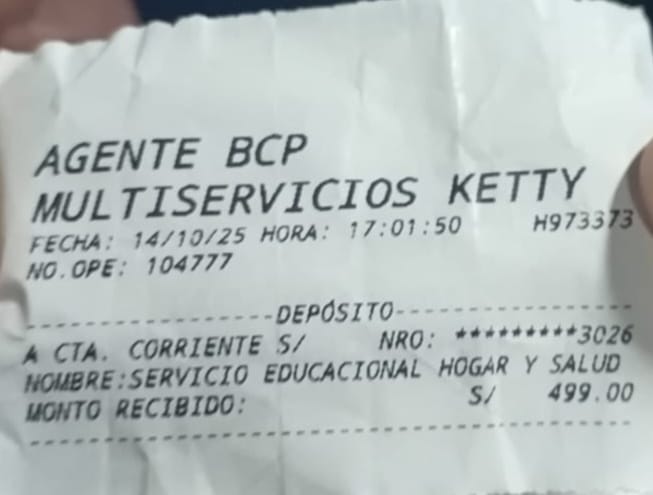 AGENTE BCP
MULTISERVICIOS KETTY
FECHA: 14/10/25 HORA: 17:01:50 H973373
NO.OPE: 104777
------------------DEPÓSITO------------------
A CTA. CORRIENTE S/ NRO: *********3026
NOMBRE:SERVICIO EDUCACIONAL HOGAR Y SALUD
MONTO RECIBIDO: S/ 499.00
--------------------------------------------